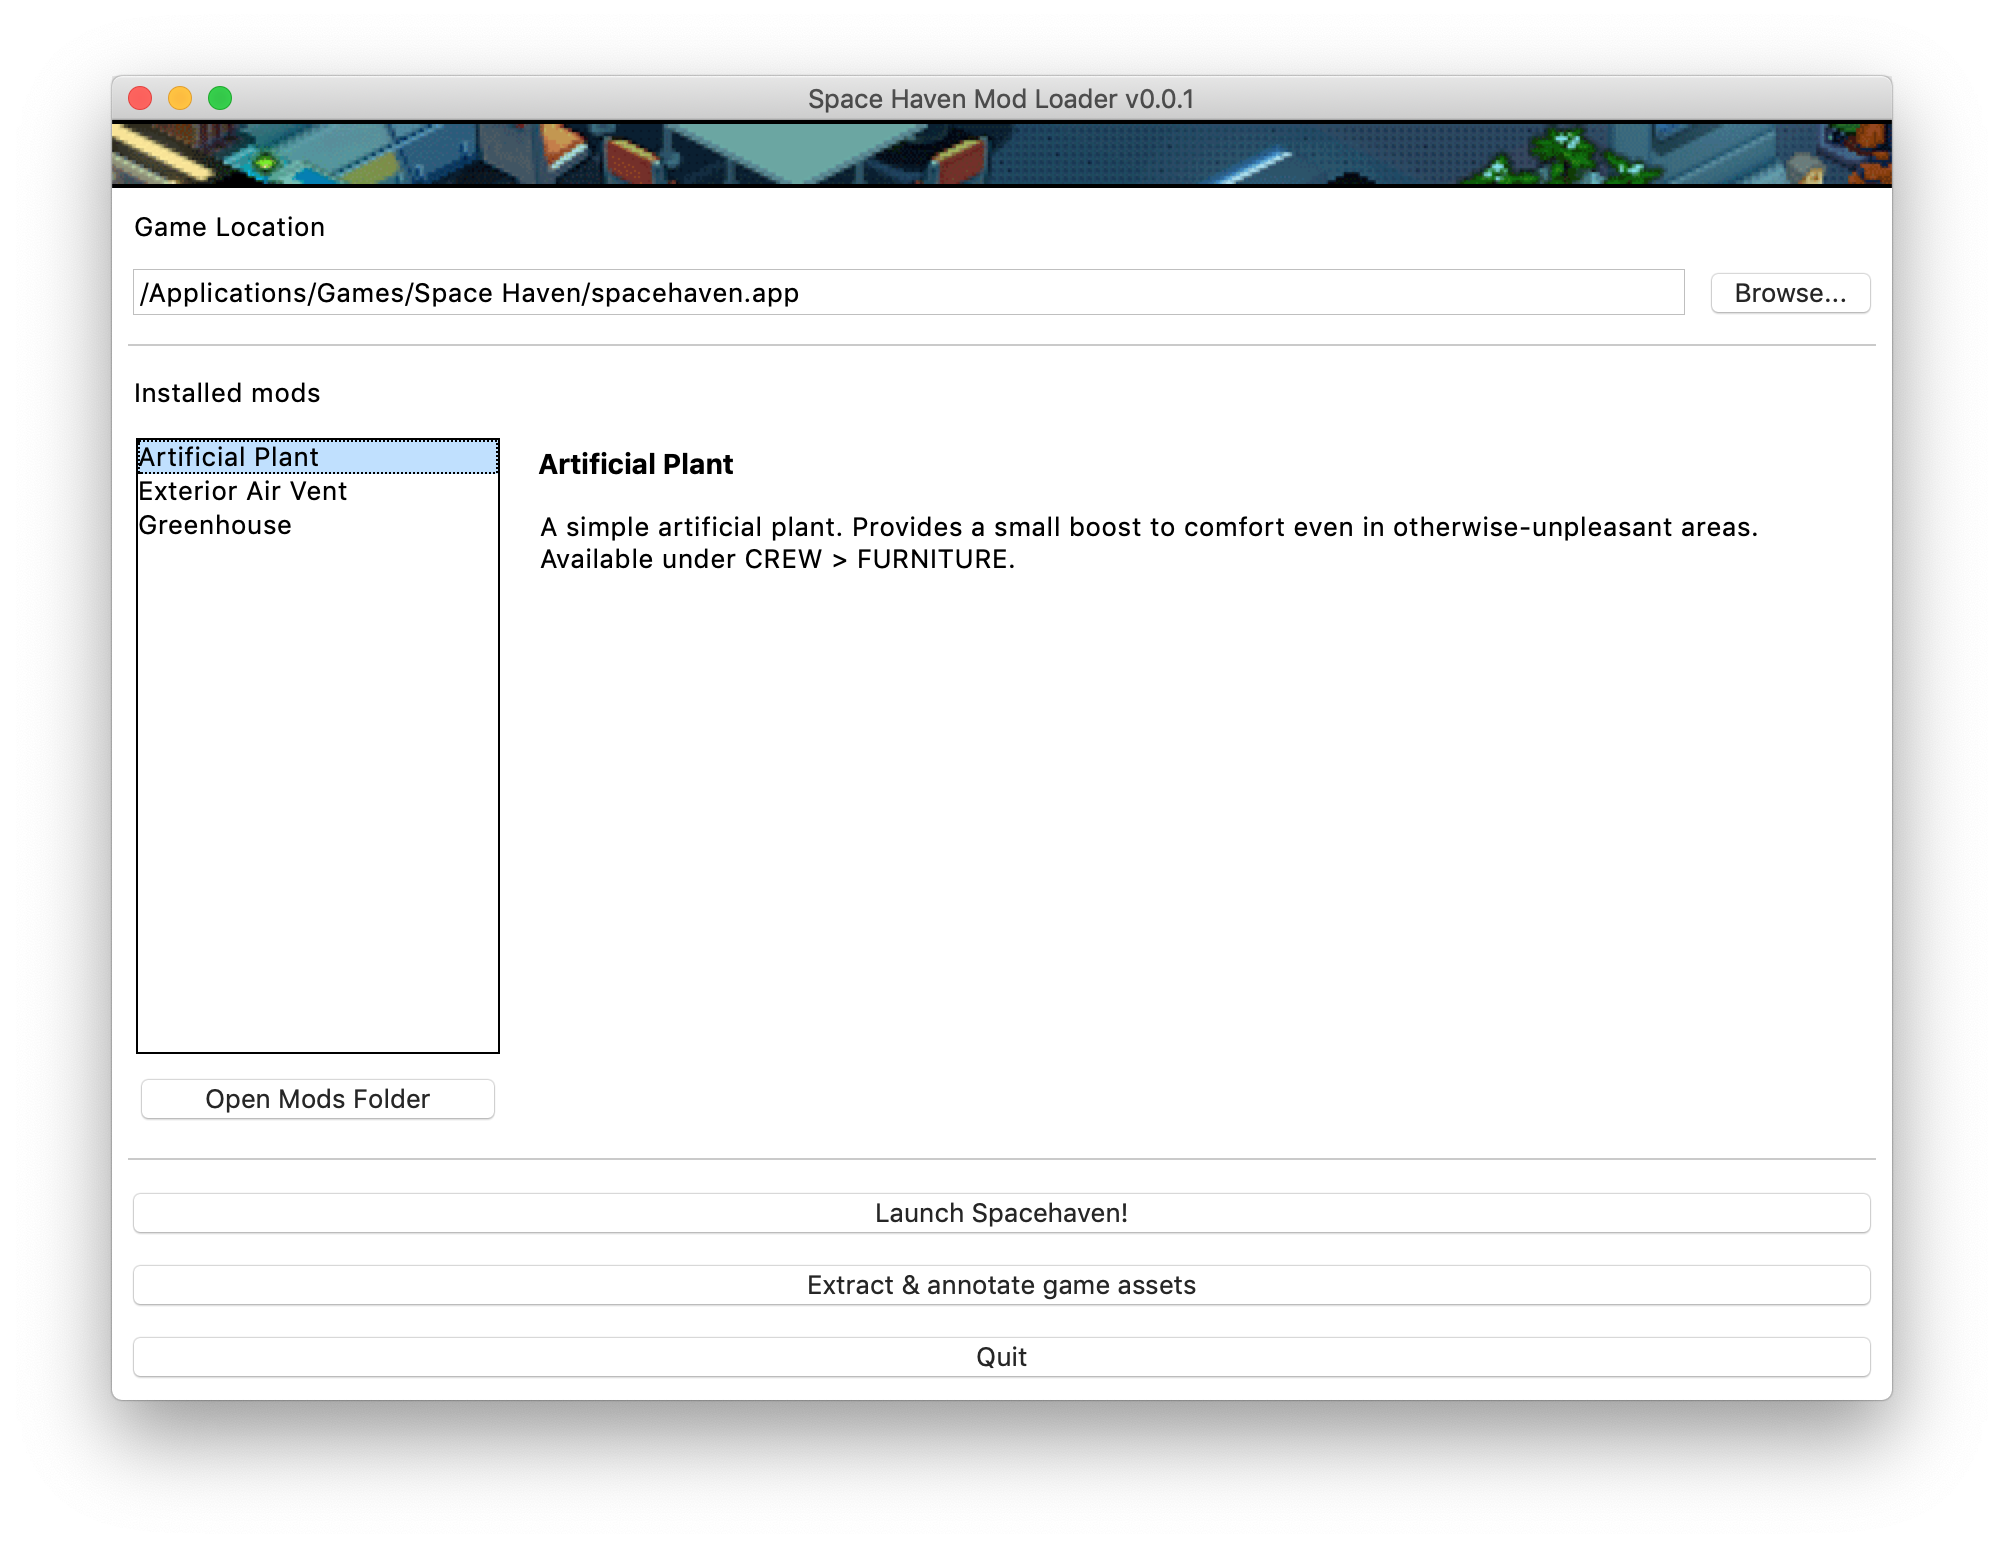 Space Haven Mod Loader v0.0.1
Game Location
/Applications/Games/Space Haven/spacehaven.app
Browse...
Installed mods
Artificial Plant
Exterior Air Vent
Greenhouse
Artificial Plant
A simple artificial plant. Provides a small boost to comfort even in otherwise-unpleasant areas.
Available under CREW > FURNITURE.
Open Mods Folder
Launch Spacehaven!
Extract & annotate game assets
Quit